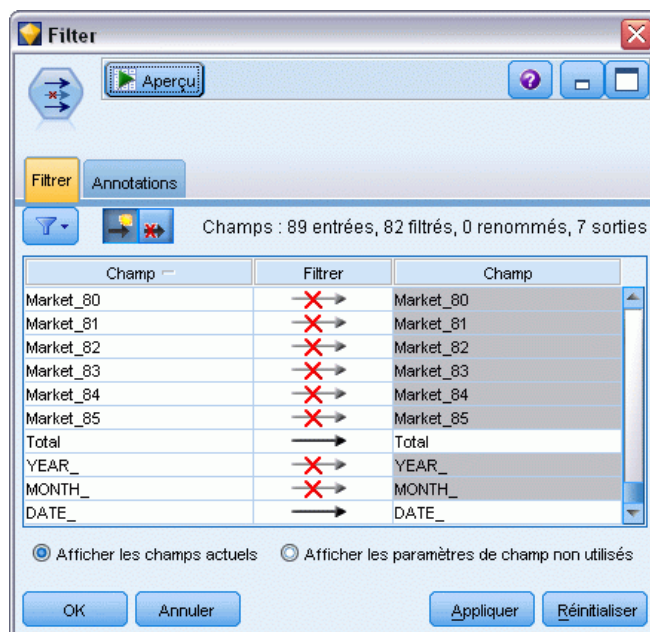 Filter
Aperçu
Filtrer Annotations
Champs : 89 entrées, 82 filtrés, 0 renommés, 7 sorties
Champ Filtrer Champ
Market_80 Market_80
Market_81 Market_81
Market_82 Market_82
Market_83 Market_83
Market_84 Market_84
Market_85 Market_85
Total Total
YEAR_ YEAR_
MONTH_ MONTH_
DATE_ DATE_
Afficher les champs actuels Afficher les paramètres de champ non utilisés
OK Annuler Appliquer Réinitialiser